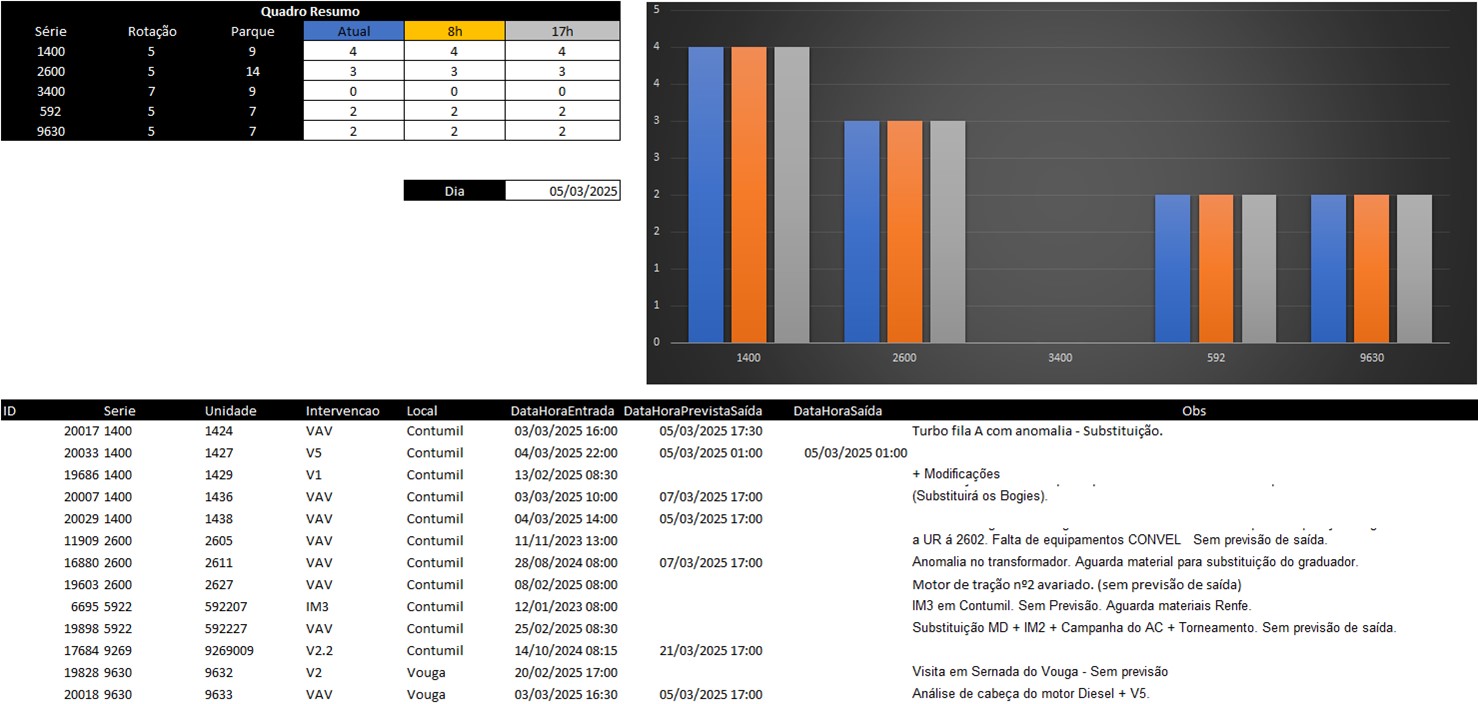 Quadro Resumo
Série Rotação Parque Atual 8h 17h
1400 5 9 4 4 4
2600 5 14 3 3 3
3400 7 9 0 0 0
592 5 7 2 2 2
9630 5 7 2 2 2
Dia 05/03/2025
5
4
4
3
3
2
2
1
1
0
1400 2600 3400 592 9630
ID Serie Unidade Intervencao Local DataHoraEntrada DataHoraPrevistaSaída DataHoraSaída Obs
20017 1400 1424 VAV Contumil 03/03/2025 16:00 05/03/2025 17:30 Turbo fila A com anomalia - Substituição.
20033 1400 1427 V5 Contumil 04/03/2025 22:00 05/03/2025 01:00 05/03/2025 01:00
19686 1400 1429 V1 Contumil 13/02/2025 08:30 + Modificações
20007 1400 1436 VAV Contumil 03/03/2025 10:00 07/03/2025 17:00 (Substituirá os Bogies).
20029 1400 1438 VAV Contumil 04/03/2025 14:00 05/03/2025 17:00
11909 2600 2605 VAV Contumil 11/11/2023 13:00 a UR á 2602. Falta de equipamentos CONVEL Sem previsão de saída.
16880 2600 2611 VAV Contumil 28/08/2024 08:00 07/03/2025 17:00 Anomalia no transformador. Aguarda material para substituição do graduador.
19603 2600 2627 VAV Contumil 08/02/2025 08:00 Motor de tração nº2 avariado. (sem previsão de saída)
6695 5922 592207 IM3 Contumil 12/01/2023 08:00 IM3 em Contumil. Sem Previsão. Aguarda materiais Renfe.
19898 5922 592227 VAV Contumil 25/02/2025 08:30 Substituição MD + IM2 + Campanha do AC + Torneamento. Sem previsão de saída.
17684 9269 9269009 V2.2 Contumil 14/10/2024 08:15 21/03/2025 17:00
19828 9630 9632 V2 Vouga 20/02/2025 17:00 Visita em Sernada do Vouga - Sem previsão
20018 9630 9633 VAV Vouga 03/03/2025 16:30 05/03/2025 17:00 Análise de cabeça do motor Diesel + V5.